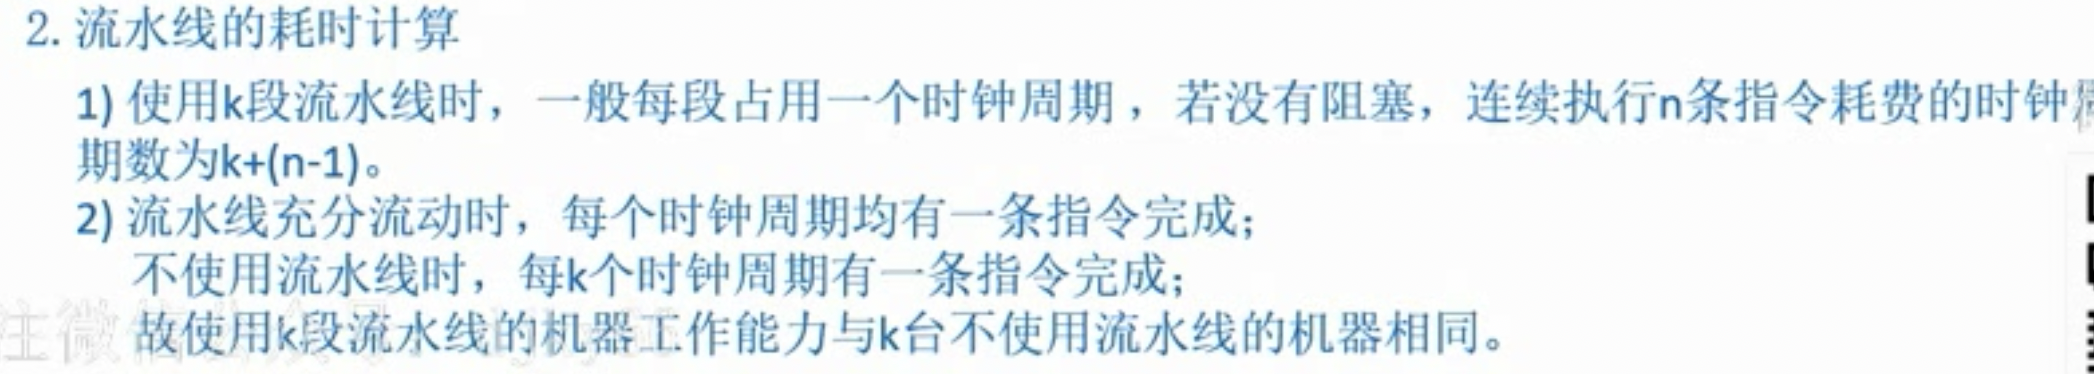 2. 流水线的耗时计算
1) 使用k段流水线时，一般每段占用一个时钟周期，若没有阻塞，连续执行n条指令耗费的时钟周
期数为k+(n-1)。
2) 流水线充分流动时，每个时钟周期均有一条指令完成；
不使用流水线时，每k个时钟周期有一条指令完成；
故使用k段流水线的机器工作能力与k台不使用流水线的机器相同。